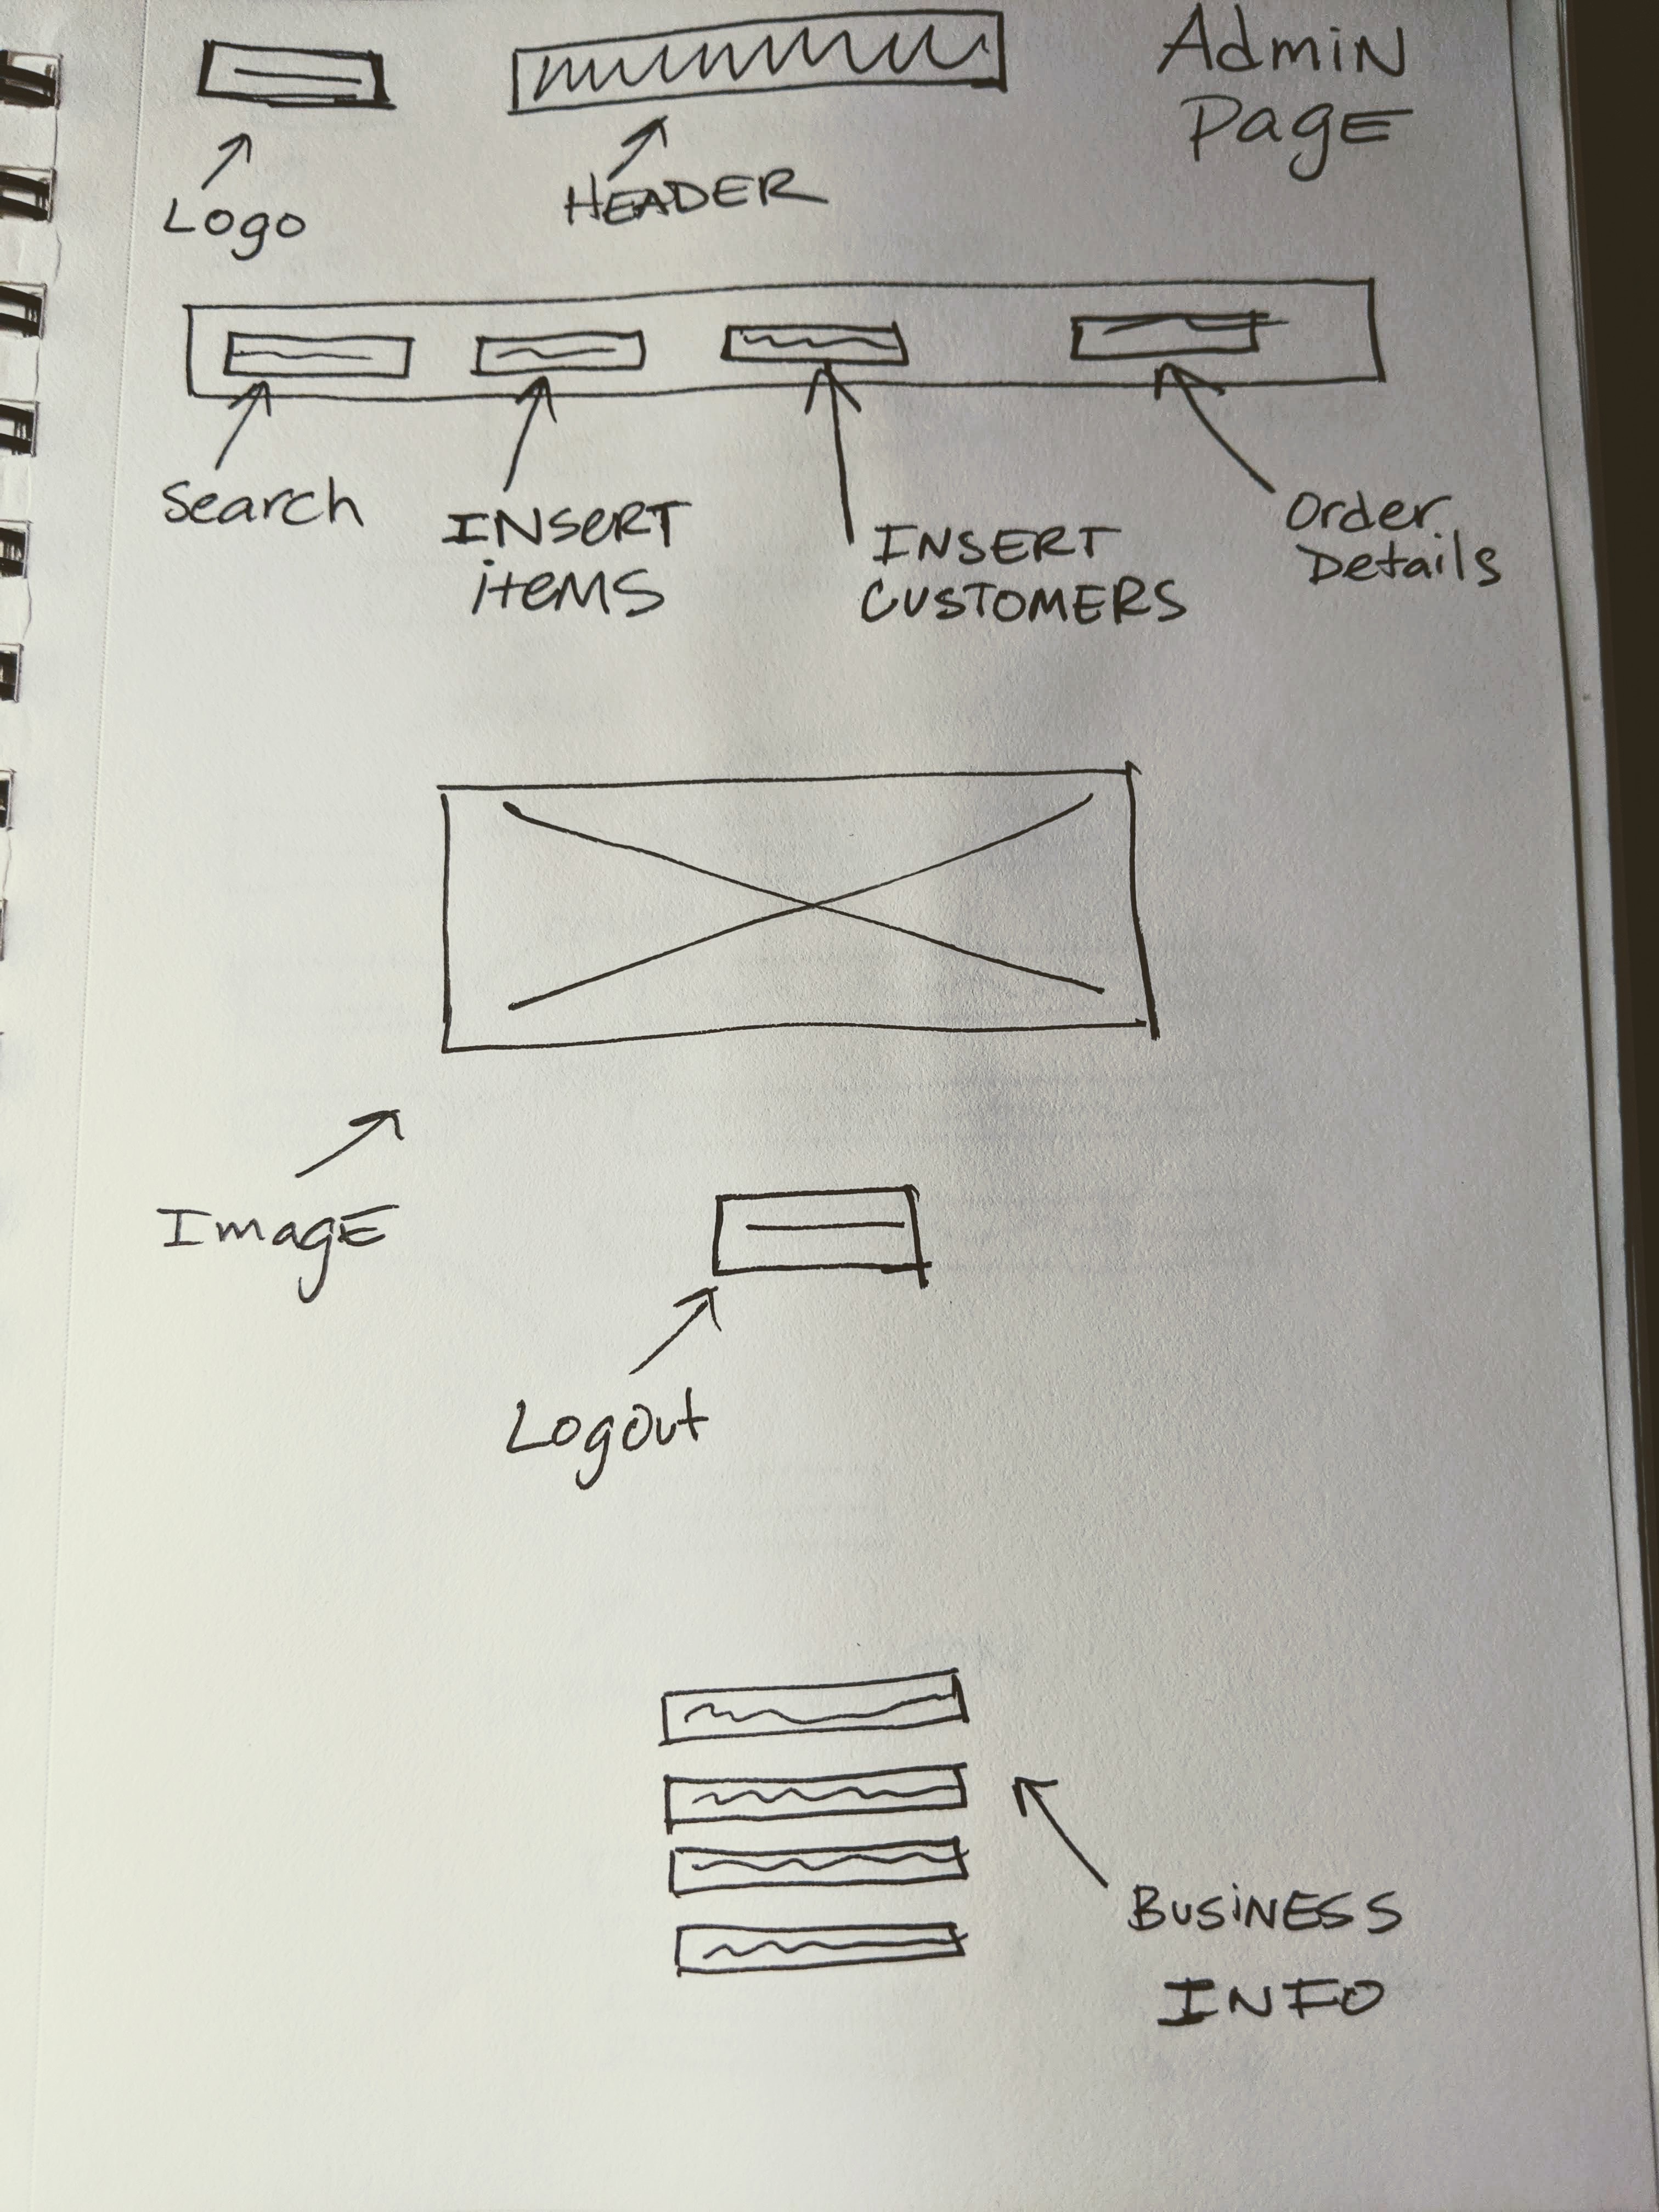 Admin
Page
Logo
HEADER
Search
INSERT
items
INSERT
CUSTOMERS
Order
Details
Image
Logout
BUSINESS
INFO